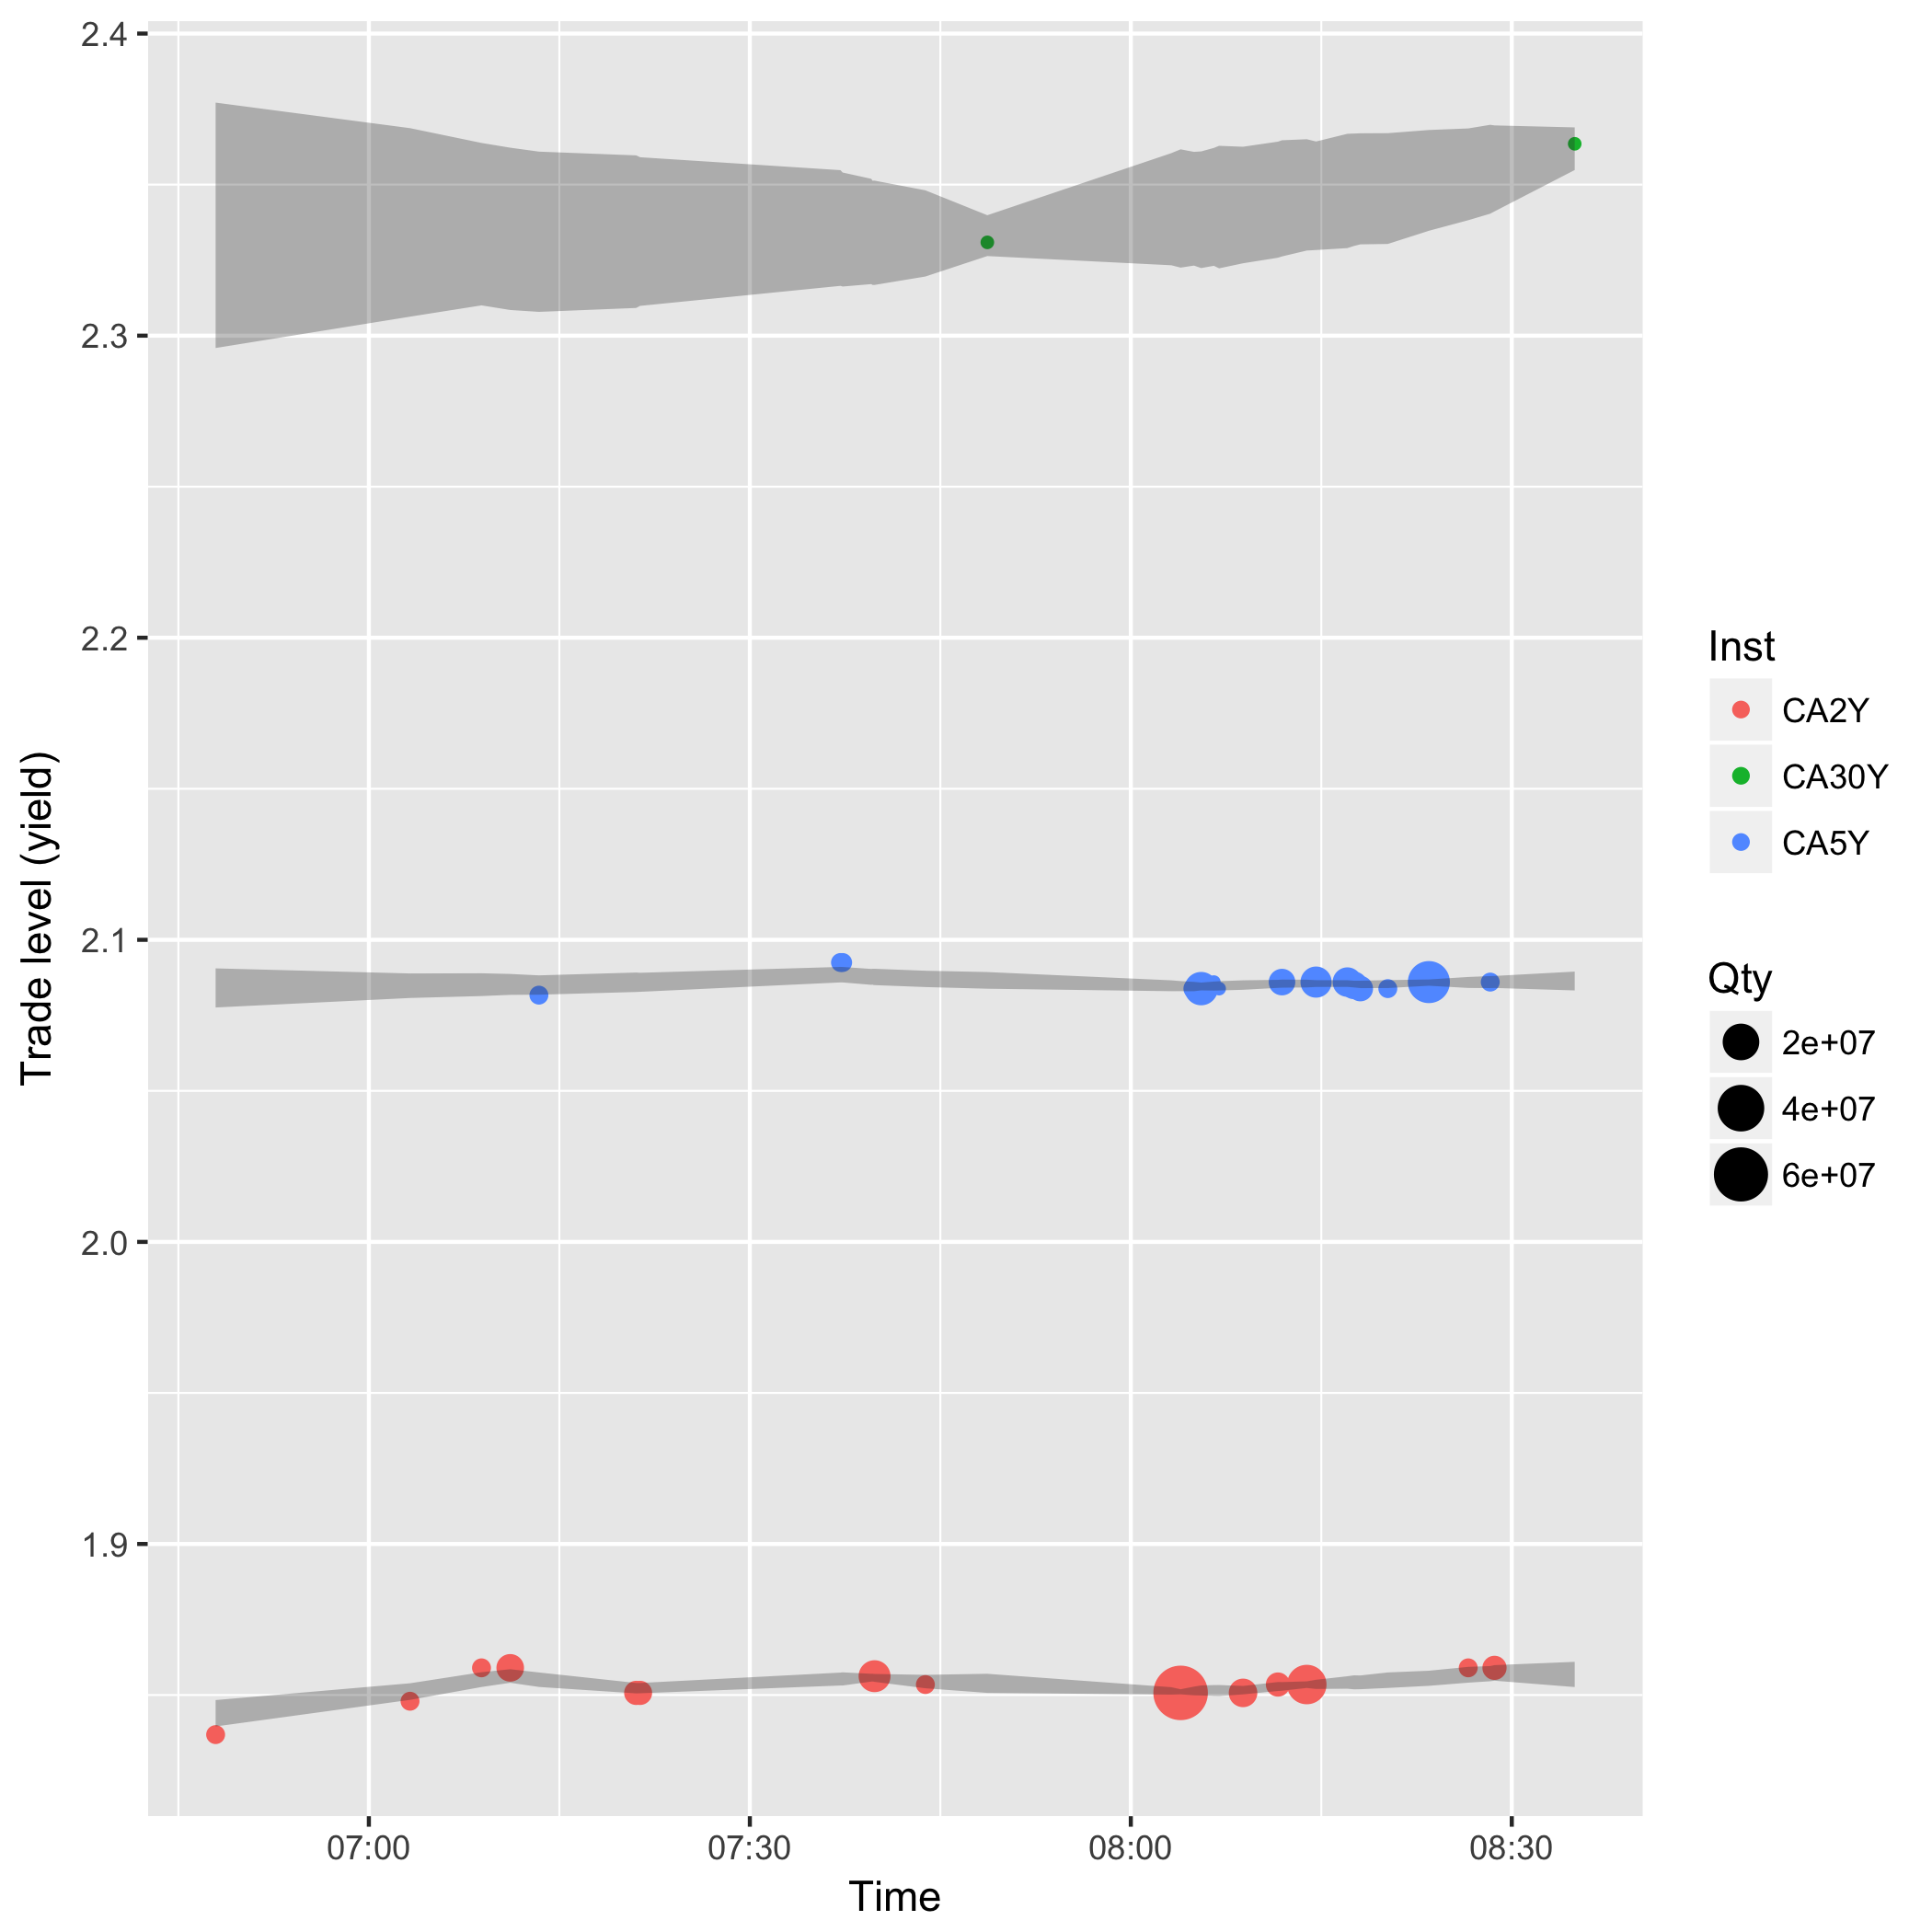 2.4
2.3
2.2
2.1
2.0
1.9
Trade level (yield)
07:00
07:30
08:00
08:30
Time
Inst
CA2Y
CA30Y
CA5Y
Qty
2e+07
4e+07
6e+07